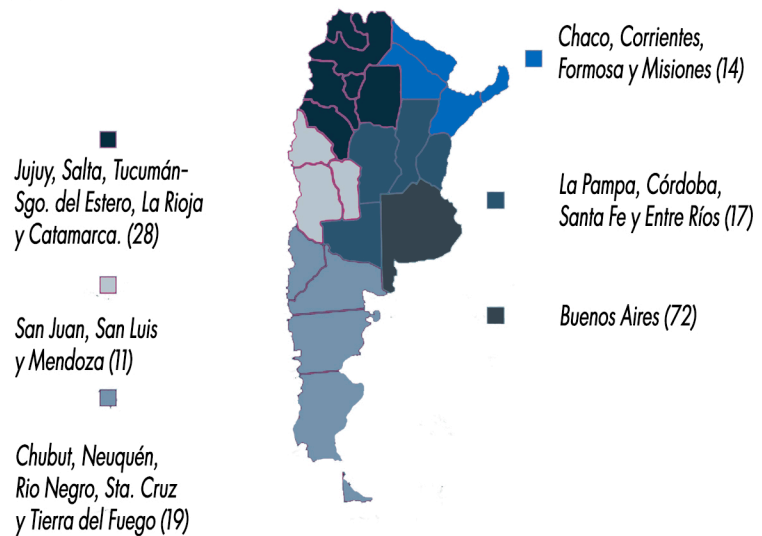 Chaco, Corrientes,
Formosa y Misiones (14)
Jujuy, Salta, Tucumán-
Sgo. del Estero, La Rioja
y Catamarca. (28)
La Pampa, Córdoba,
Santa Fe y Entre Ríos (17)
San Juan, San Luis
y Mendoza (11)
Buenos Aires (72)
Chubut, Neuquén,
Rio Negro, Sta. Cruz
y Tierra del Fuego (19)